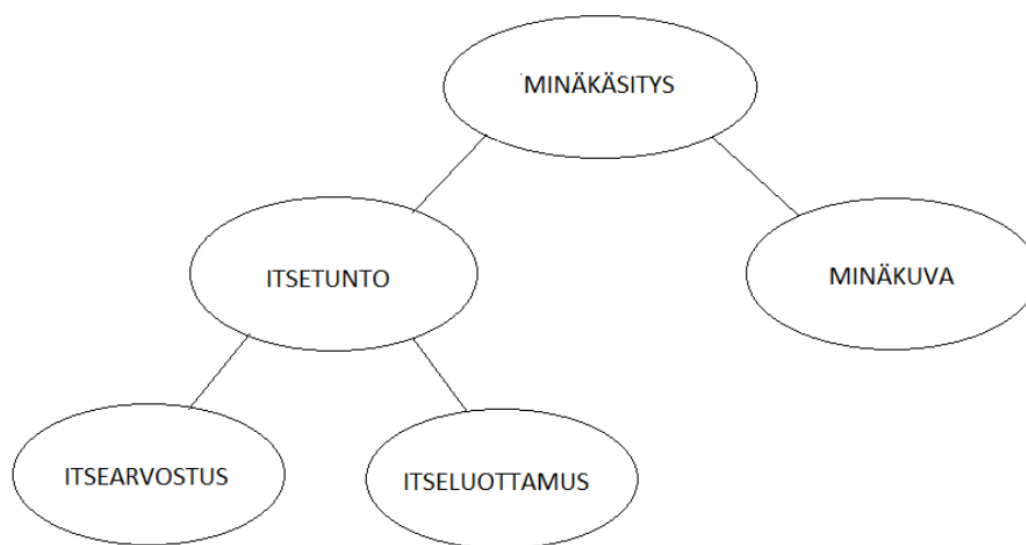 MINÄKÄSITYS
ITSETUNTO
MINÄKUVA
ITSEARVOSTUS
ITSELUOTTAMUS